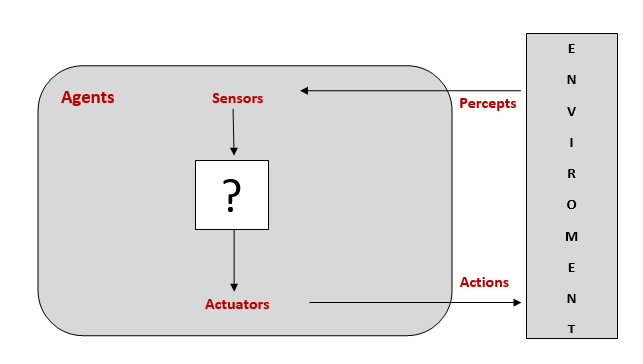 Agents
Sensors
Percepts
?
Actuators
Actions
E
N
V
I
R
O
M
E
N
T